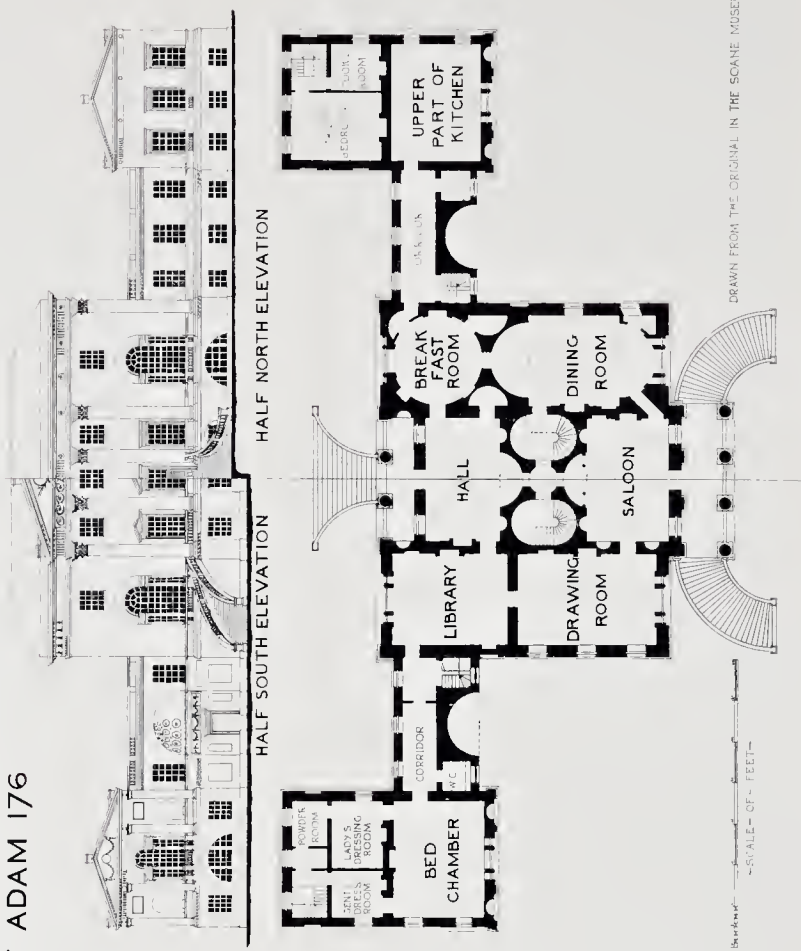 ADAM 176
HALF SOUTH ELEVATION
HALF NORTH ELEVATION
POWDER
ROOM
LADY'S
DRESSING
ROOM
GENT
DRESS
ROOM
BED
CHAMBER
CORRIDOR
W C
LIBRARY
DRAWING
ROOM
HALL
SALOON
BREAK
FAST
ROOM
DINING
ROOM
ROOM
UPPER
PART OF
KITCHEN
-SCALE-OF-FEET-
DRAWN FROM THE ORIGINAL IN THE SOANE